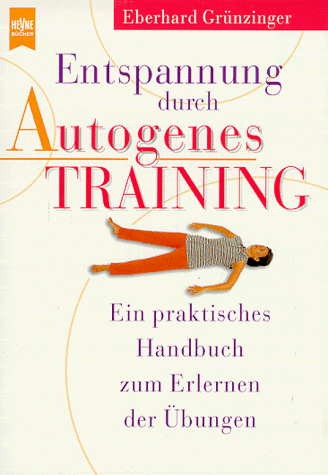 HEYNE
BÜCHER
Eberhard Grünzinger
Entspannung
durch
Autogenes
TRAINING
Ein praktisches
Handbuch
zum Erlernen
der Übungen